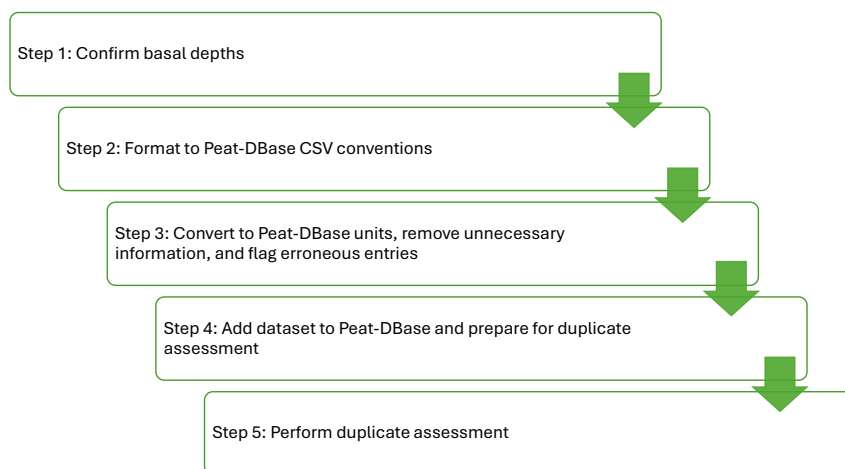 Step 1: Confirm basal depths
Step 2: Format to Peat-DBase CSV conventions
Step 3: Convert to Peat-DBase units, remove unnecessary
information, and flag erroneous entries
Step 4: Add dataset to Peat-DBase and prepare for duplicate
assessment
Step 5: Perform duplicate assessment